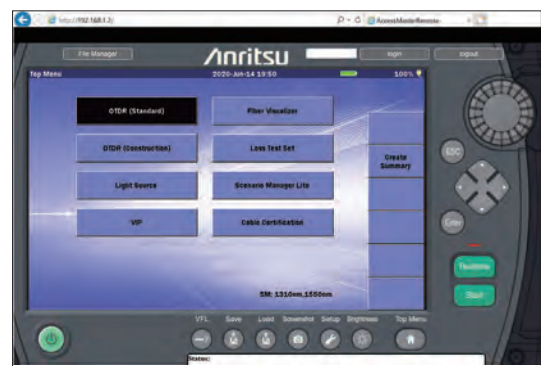 http://192.168.1.2/
AccessMasterRemote
File Manager
Anritsu
login
logout
Top Menu
2020-Jun-14 19:50
100%
OTDR (Standard)
Fiber Visualizer
OTDR (Construction)
Loss Test Set
Create
Summary
Light Source
Scenario Manager Lite
VIP
Cable Certification
SM: 1310nm,1550nm
ESC
Enter
Realtime
Start
VFL
Save
Load
Screenshot
Setup
Brightness
Top Menu
Status: